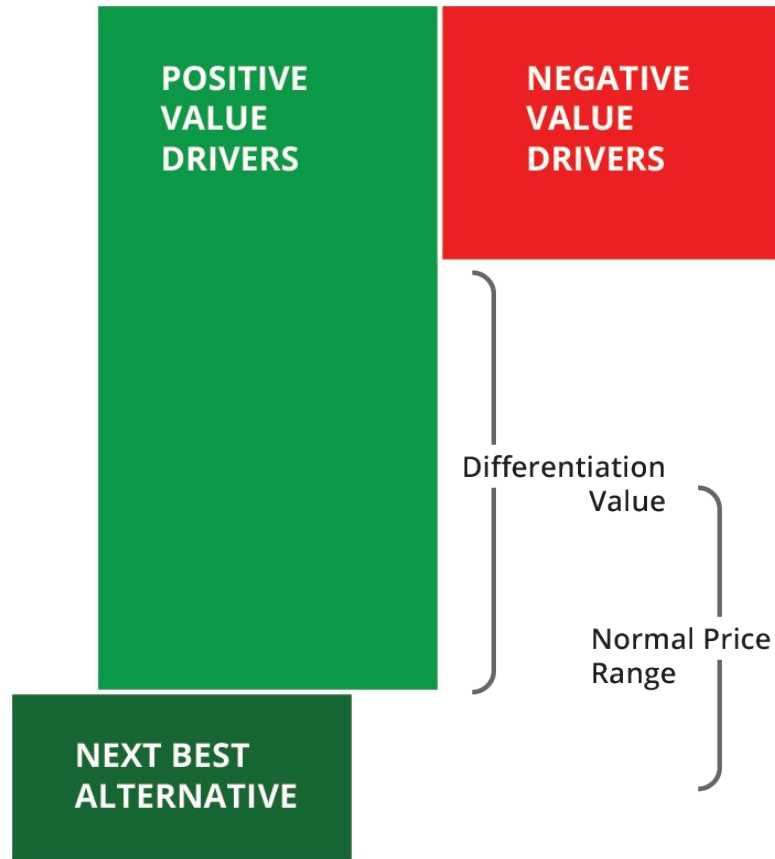 POSITIVE
VALUE
DRIVERS
NEGATIVE
VALUE
DRIVERS
Differentiation
Value
Normal Price
Range
NEXT BEST
ALTERNATIVE